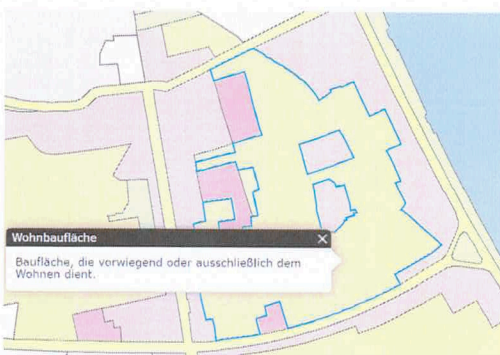 Wohnbaufläche
Baufläche, die vorwiegend oder ausschließlich dem
Wohnen dient.